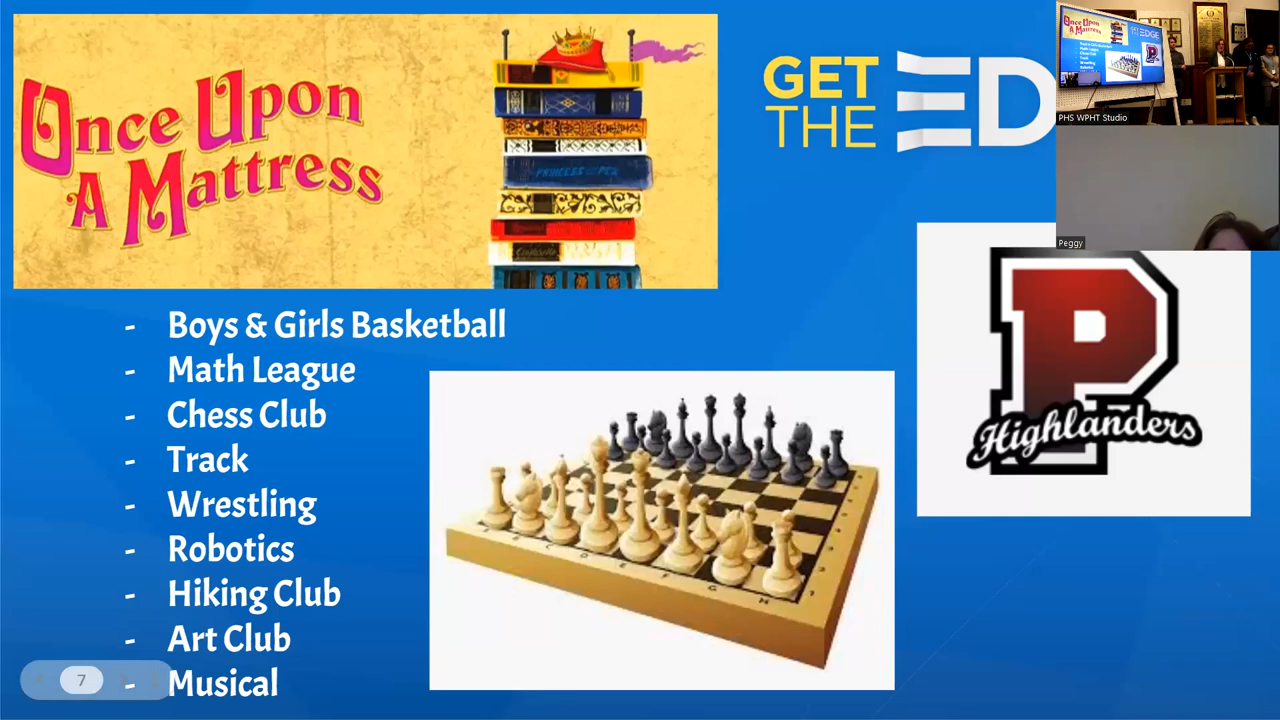 Once Upon
A Mattress
PRINCESS
GET
THE
ED
PHS WPHT Studio
Peggy
P
Highlanders
- Boys & Girls Basketball
- Math League
- Chess Club
- Track
- Wrestling
- Robotics
- Hiking Club
- Art Club
- Musical
7